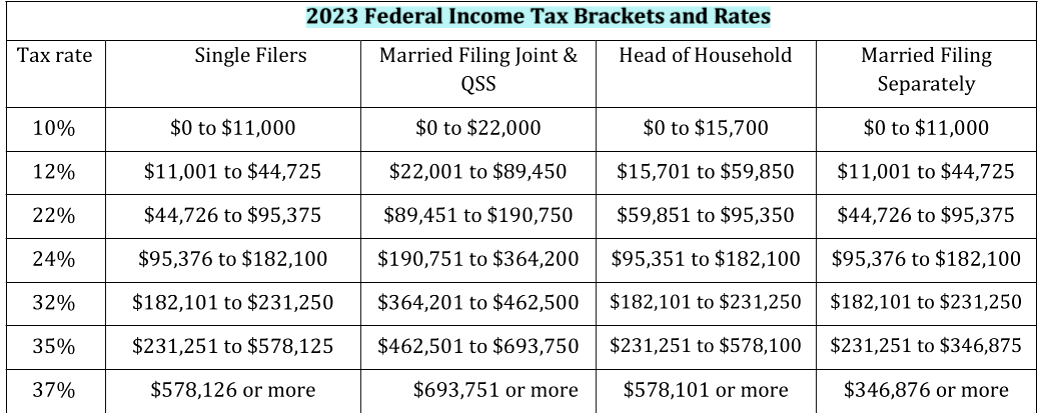 2023 Federal Income Tax Brackets and Rates
Tax rate Single Filers Married Filing Joint & Head of Household Married Filing
QSS Separately
10% $0 to $11,000 $0 to $22,000 $0 to $15,700 $0 to $11,000
12% $11,001 to $44,725 $22,001 to $89,450 $15,701 to $59,850 $11,001 to $44,725
22% $44,726 to $95,375 $89,451 to $190,750 $59,851 to $95,350 $44,726 to $95,375
24% $95,376 to $182,100 $190,751 to $364,200 $95,351 to $182,100 $95,376 to $182,100
32% $182,101 to $231,250 $364,201 to $462,500 $182,101 to $231,250 $182,101 to $231,250
35% $231,251 to $578,125 $462,501 to $693,750 $231,251 to $578,100 $231,251 to $346,875
37% $578,126 or more $693,751 or more $578,101 or more $346,876 or more